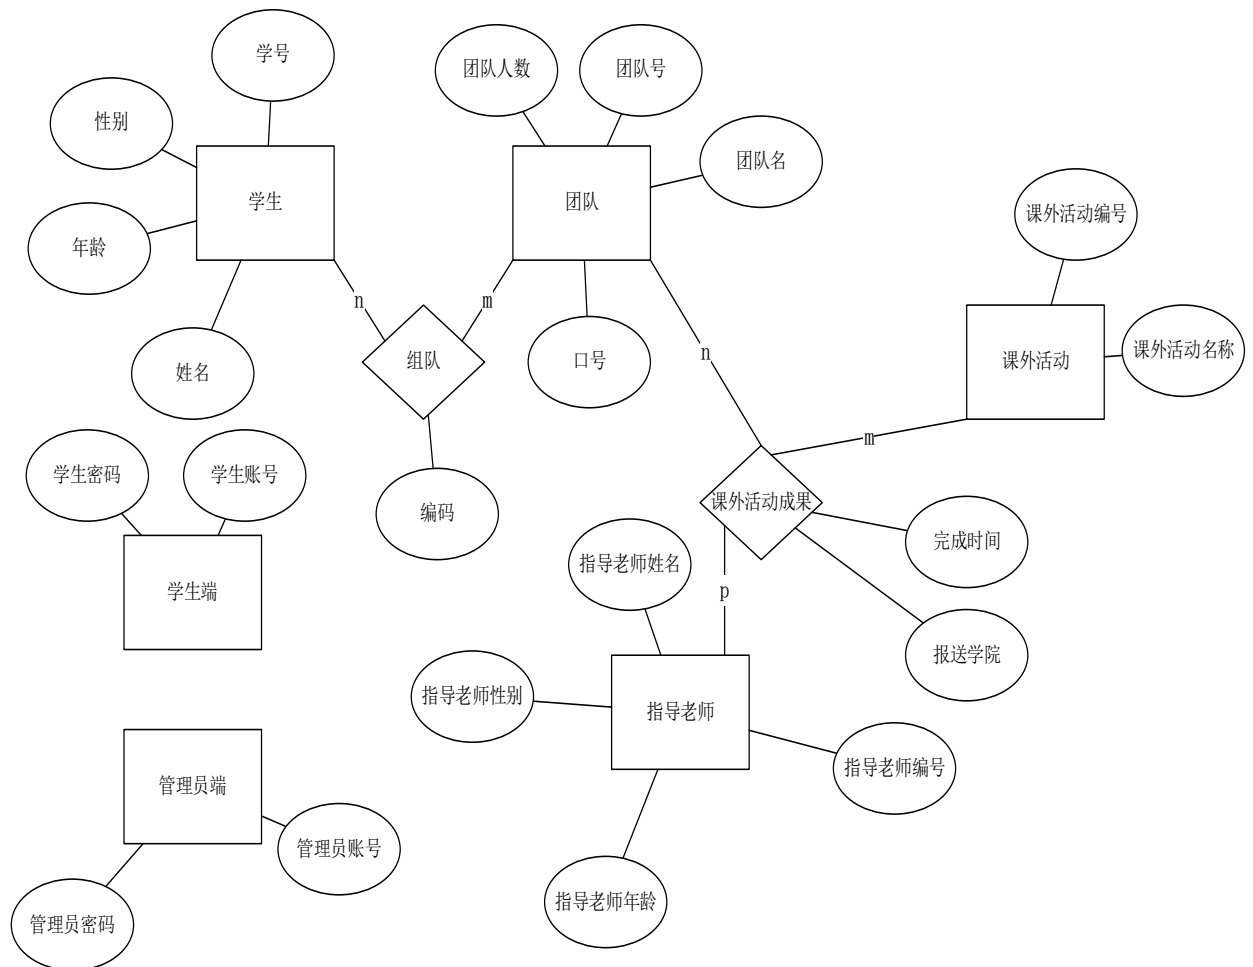 学号
团队人数
团队号
性别
团队名
学生
团队
课外活动编号
年龄
n
m
口号
n
课外活动
课外活动名称
组队
姓名
m
学生密码
学生账号
编码
课外活动成果
完成时间
指导老师姓名
学生端
p
报送学院
指导老师性别
指导老师
指导老师编号
管理员端
管理员账号
指导老师年龄
管理员密码